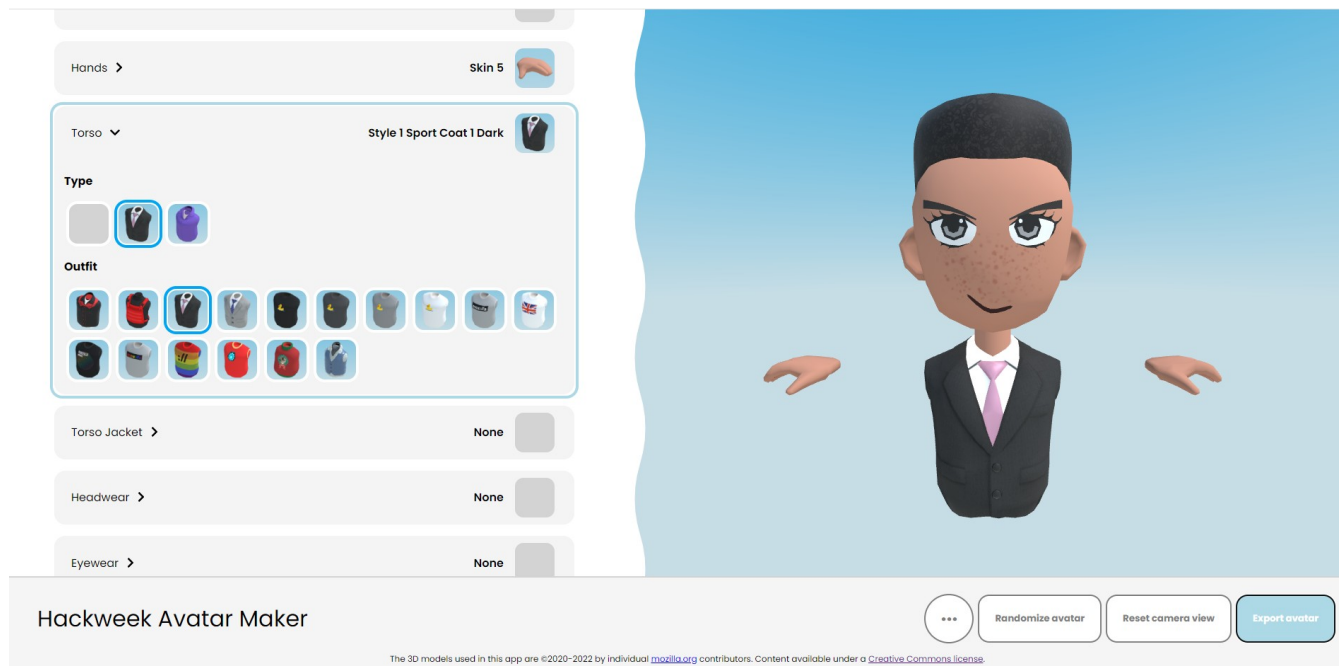 Hands
Skin 5
Torso
Style 1 Sport Coat 1 Dark
Type
Outfit
Torso Jacket
None
Headwear
None
Eyewear
None
Hackweek Avatar Maker
Randomize avatar
Reset camera view
Export avatar
The 3D models used in this app are ©2020-2022 by individual mozilla.org contributors. Content available under a Creative Commons license.